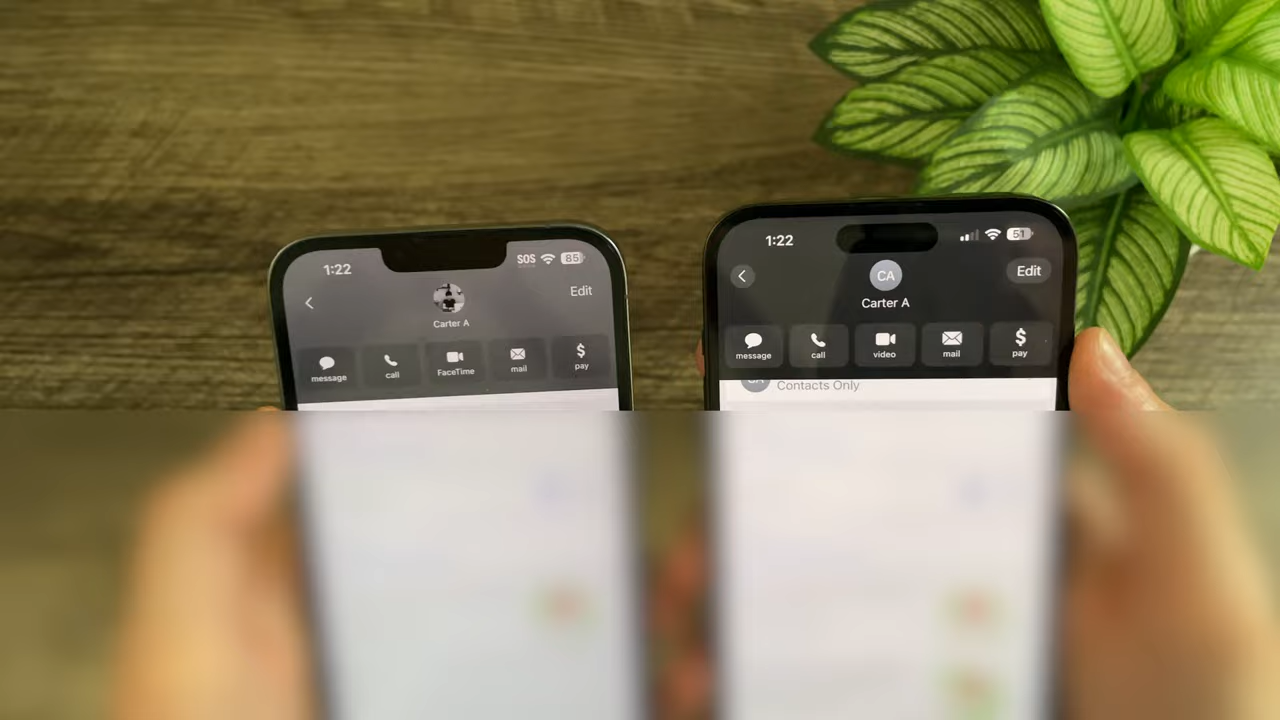 1:22
SOS 85
Edit
Carter A
message call FaceTime mail pay
1:22
51
CA
Edit
Carter A
message call video mail pay
Contacts Only